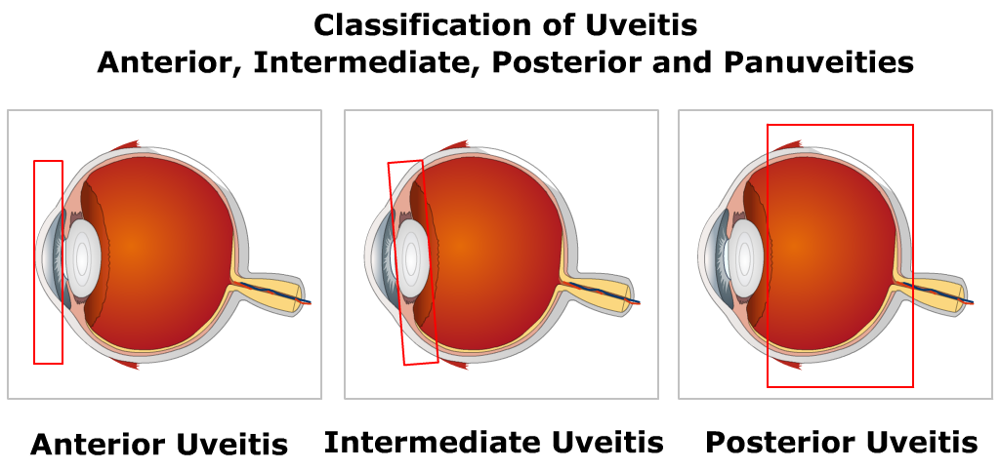 Classification of Uveitis
Anterior, Intermediate, Posterior and Panuveities
Anterior Uveitis
Intermediate Uveitis
Posterior Uveitis